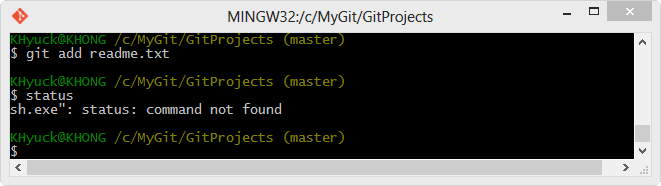 MINGW32:/c/MyGit/GitProjects
KHyuck@KHONG /c/MyGit/GitProjects (master)
$ git add readme.txt
KHyuck@KHONG /c/MyGit/GitProjects (master)
$ status
sh.exe": status: command not found
KHyuck@KHONG /c/MyGit/GitProjects (master)
$